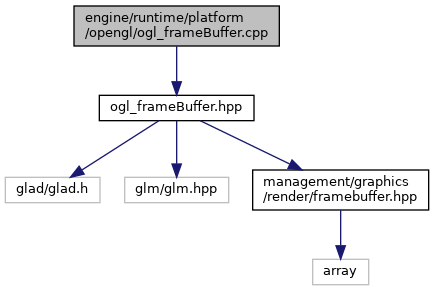 engine/runtime/platform
/opengl/ogl_frameBuffer.cpp
ogl_frameBuffer.hpp
glad/glad.h
glm/glm.hpp
management/graphics
/render/framebuffer.hpp
array